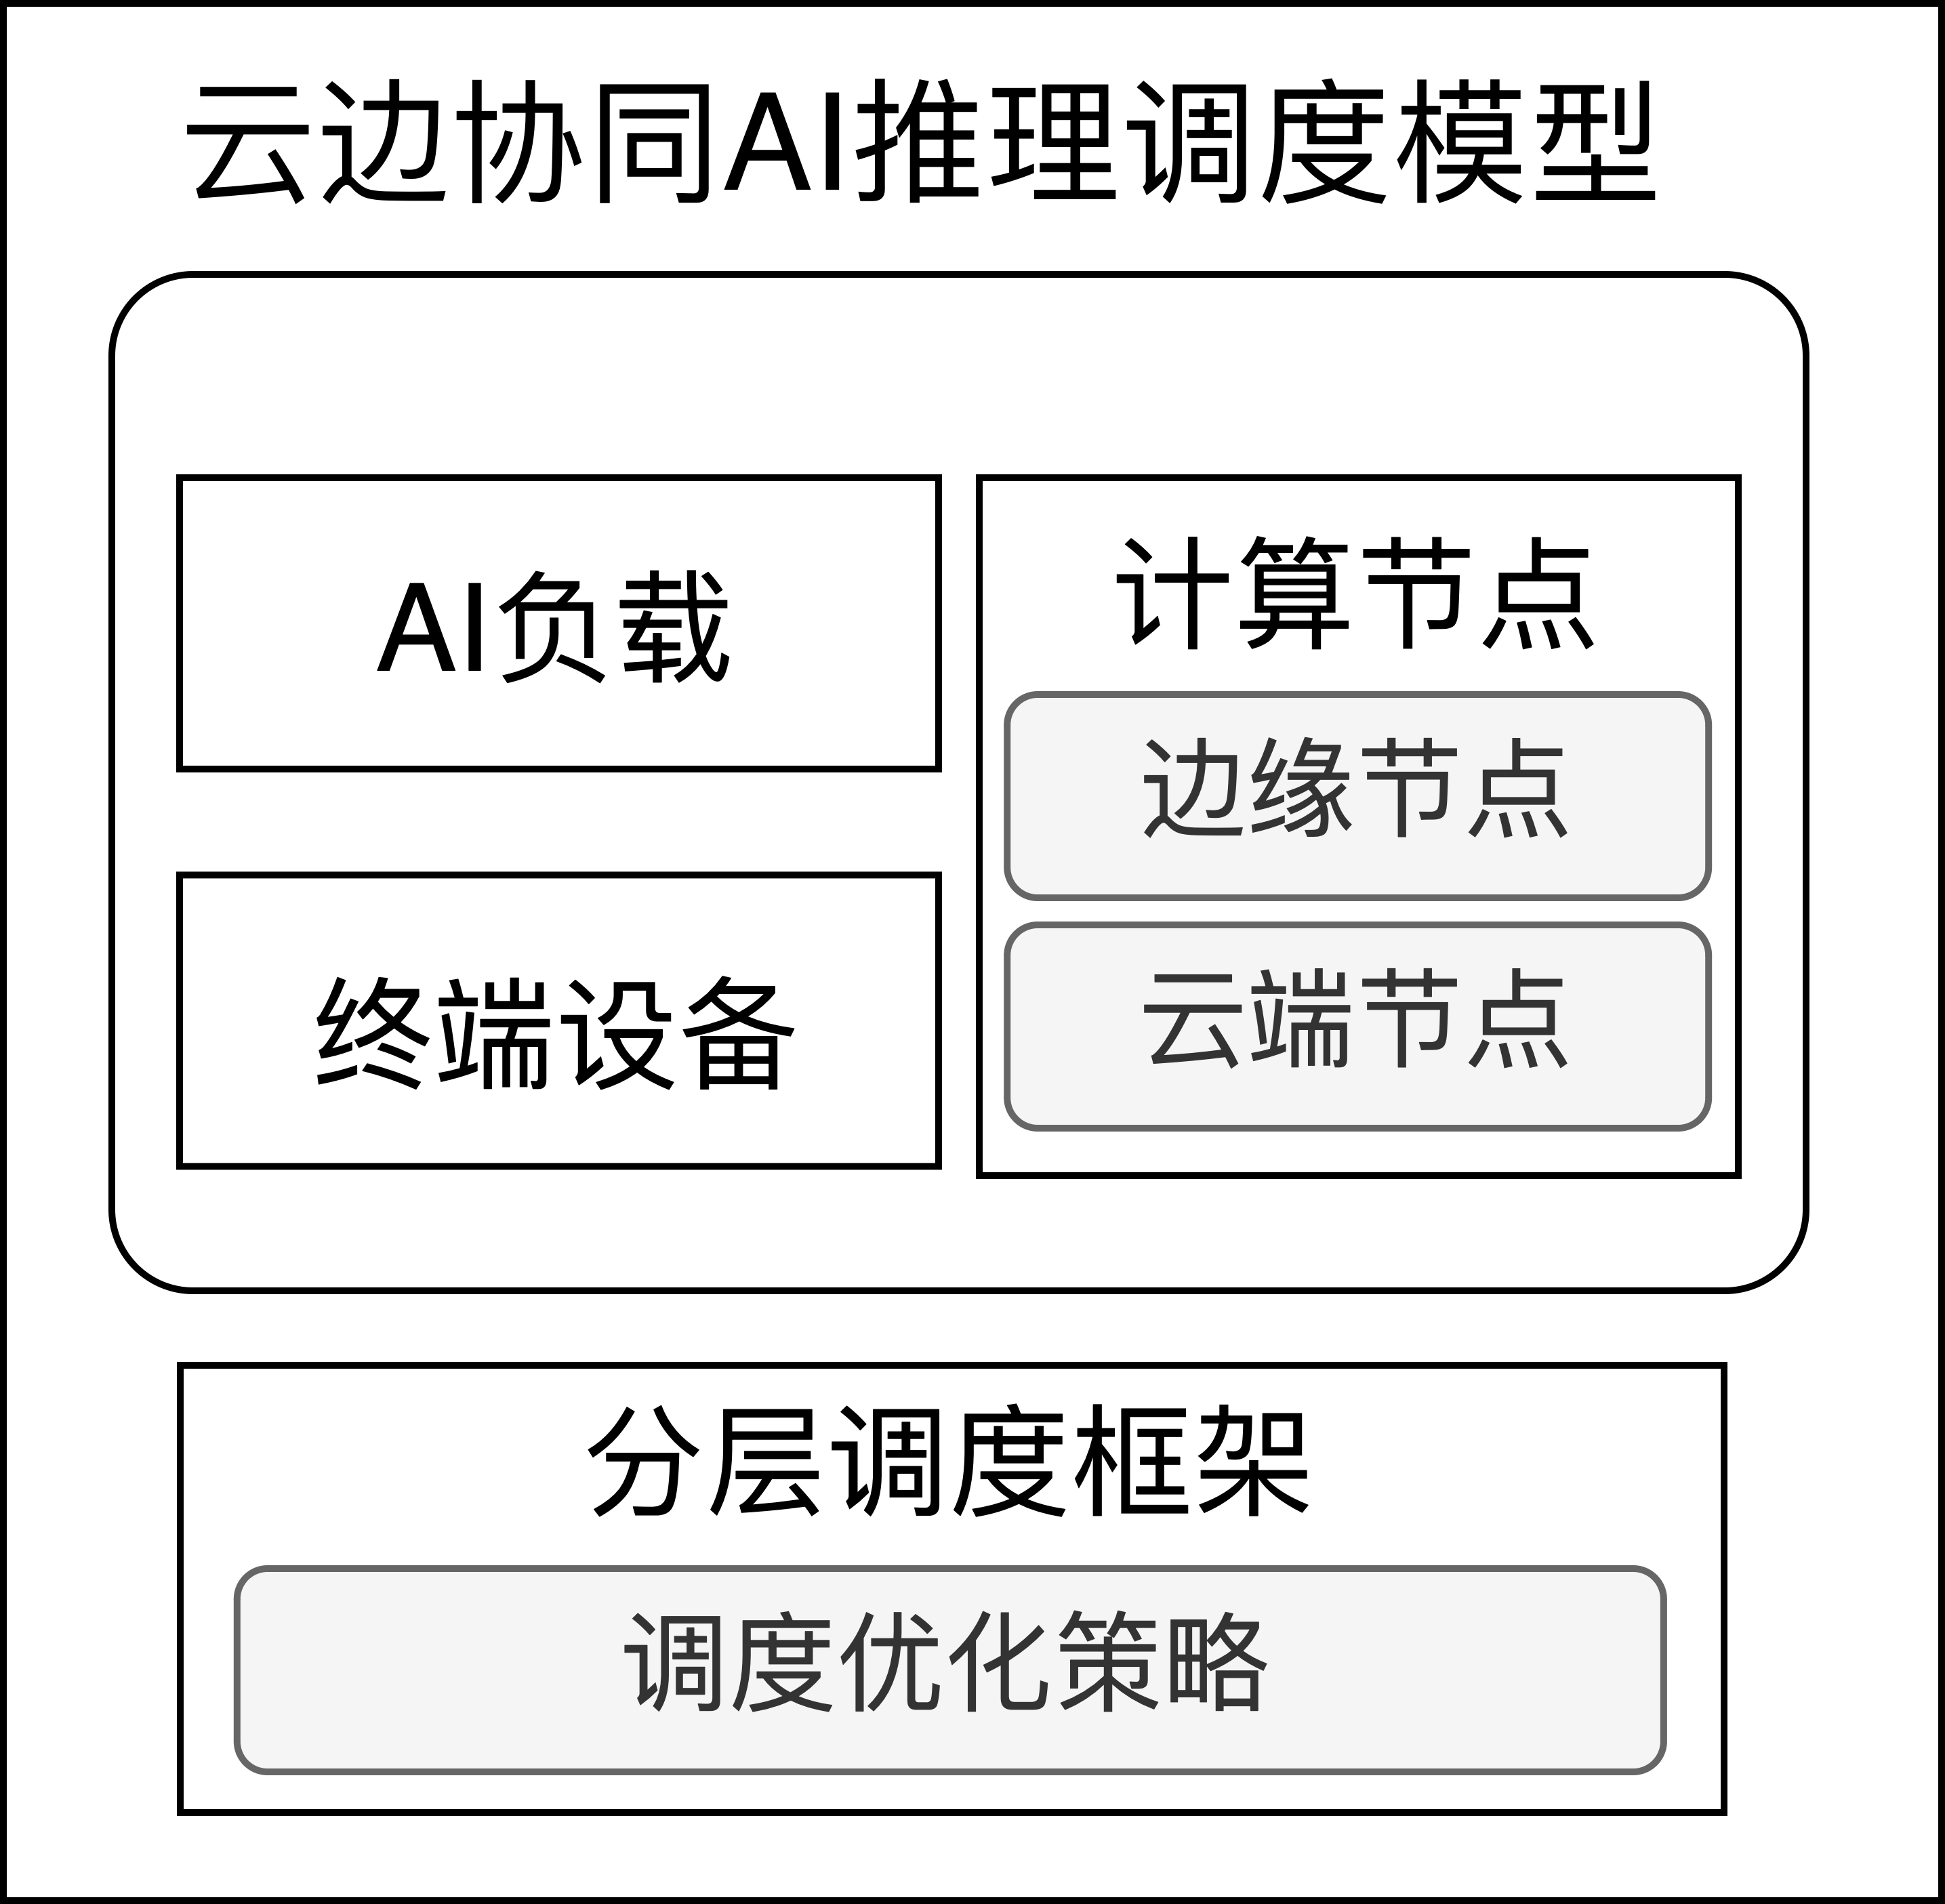 云边协同AI推理调度模型
AI负载
终端设备
计算节点
边缘节点
云端节点
分层调度框架
调度优化策略